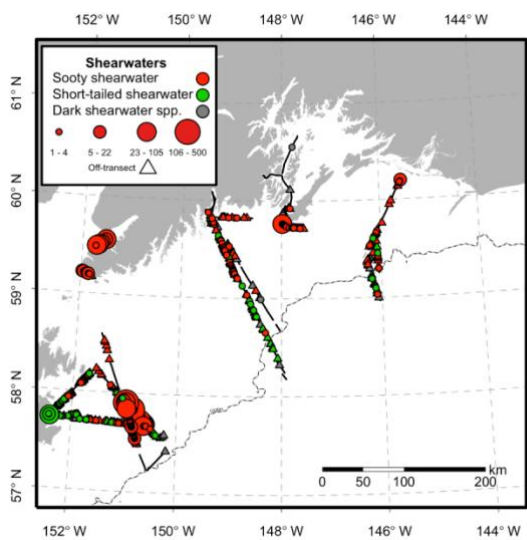 152°W 150°W 148°W 146°W 144°W
Shearwaters
Sooty shearwater
Short-tailed shearwater
Dark shearwater spp.
1 - 4 5 - 22 23 - 105 106 - 500
Off-transect
61° N
60° N
59° N
58° N
57° N
km
0 50 100 200
152°W 150°W 148°W 146°W 144°W